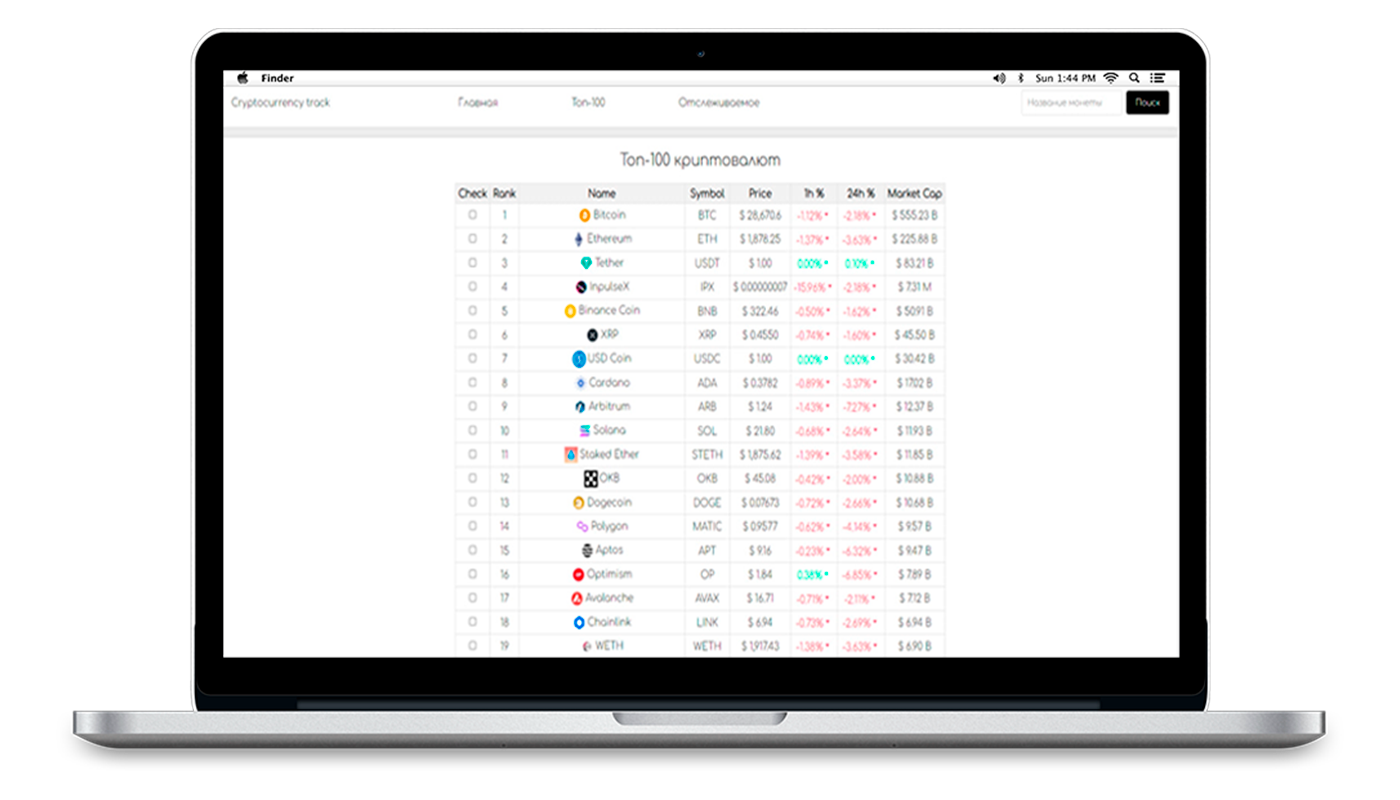 Finder Sun 1:44 PM
Cryptocurrency track Главная Топ-100 Отслеживаемое Название монеты Поиск
Топ-100 криптовалют
Check Rank Name Symbol Price 1h % 24h % Market Cap
1 Bitcoin BTC $ 28,670.6 -1.12% -2.18% $ 555.23 B
2 Ethereum ETH $ 1,878.25 -1.37% -3.63% $ 225.88 B
3 Tether USDT $ 1.00 0.00% 0.10% $ 83.21 B
4 InpulseX IPX $ 0.00000007 -15.96% -2.18% $ 7.31 M
5 Binance Coin BNB $ 322.46 -0.50% -1.62% $ 50.91 B
6 XRP XRP $ 0.4550 -0.74% -1.60% $ 45.50 B
7 USD Coin USDC $ 1.00 0.00% 0.00% $ 30.42 B
8 Cardano ADA $ 0.3782 -0.89% -3.37% $ 17.02 B
9 Arbitrum ARB $ 1.24 -1.43% -7.27% $ 12.37 B
10 Solana SOL $ 21.80 -0.68% -2.64% $ 11.93 B
11 Staked Ether STETH $ 1,875.62 -1.39% -3.58% $ 11.85 B
12 OKB OKB $ 45.08 -0.42% -2.00% $ 10.88 B
13 Dogecoin DOGE $ 0.07673 -0.72% -2.66% $ 10.68 B
14 Polygon MATIC $ 0.9577 -0.62% -4.14% $ 9.57 B
15 Aptos APT $ 9.16 -0.23% -6.32% $ 9.47 B
16 Optimism OP $ 1.84 0.38% -6.85% $ 7.89 B
17 Avalanche AVAX $ 16.71 -0.71% -2.11% $ 7.12 B
18 Chainlink LINK $ 6.94 -0.73% -2.69% $ 6.94 B
19 WETH WETH $ 1,917.43 -1.38% -3.63% $ 6.90 B